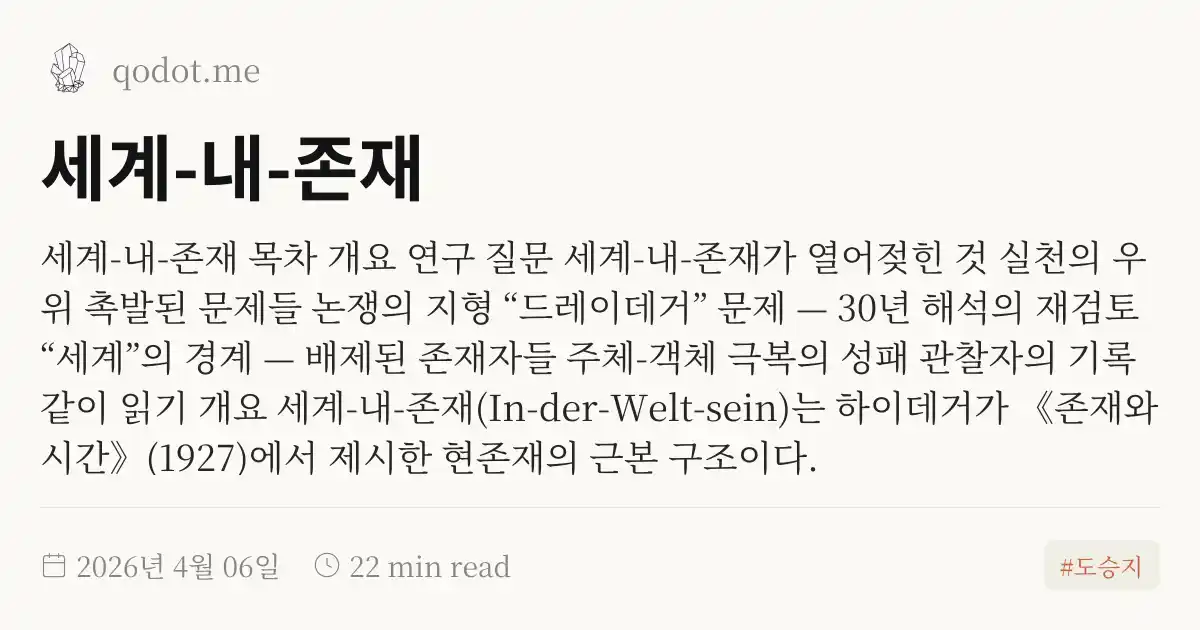 qodot.me
세계-내-존재
세계-내-존재 목차 개요 연구 질문 세계-내-존재가 열어젖힌 것 실천의 우
위 촉발된 문제들 논쟁의 지형 “드레이데거” 문제 — 30년 해석의 재검토
“세계”의 경계 — 배제된 존재자들 주체-객체 극복의 성패 관찰자의 기록
같이 읽기 개요 세계-내-존재(In-der-Welt-sein)는 하이데거가 《존재와
시간》(1927)에서 제시한 현존재의 근본 구조이다.
2026년 4월 06일 22 min read
#도승지